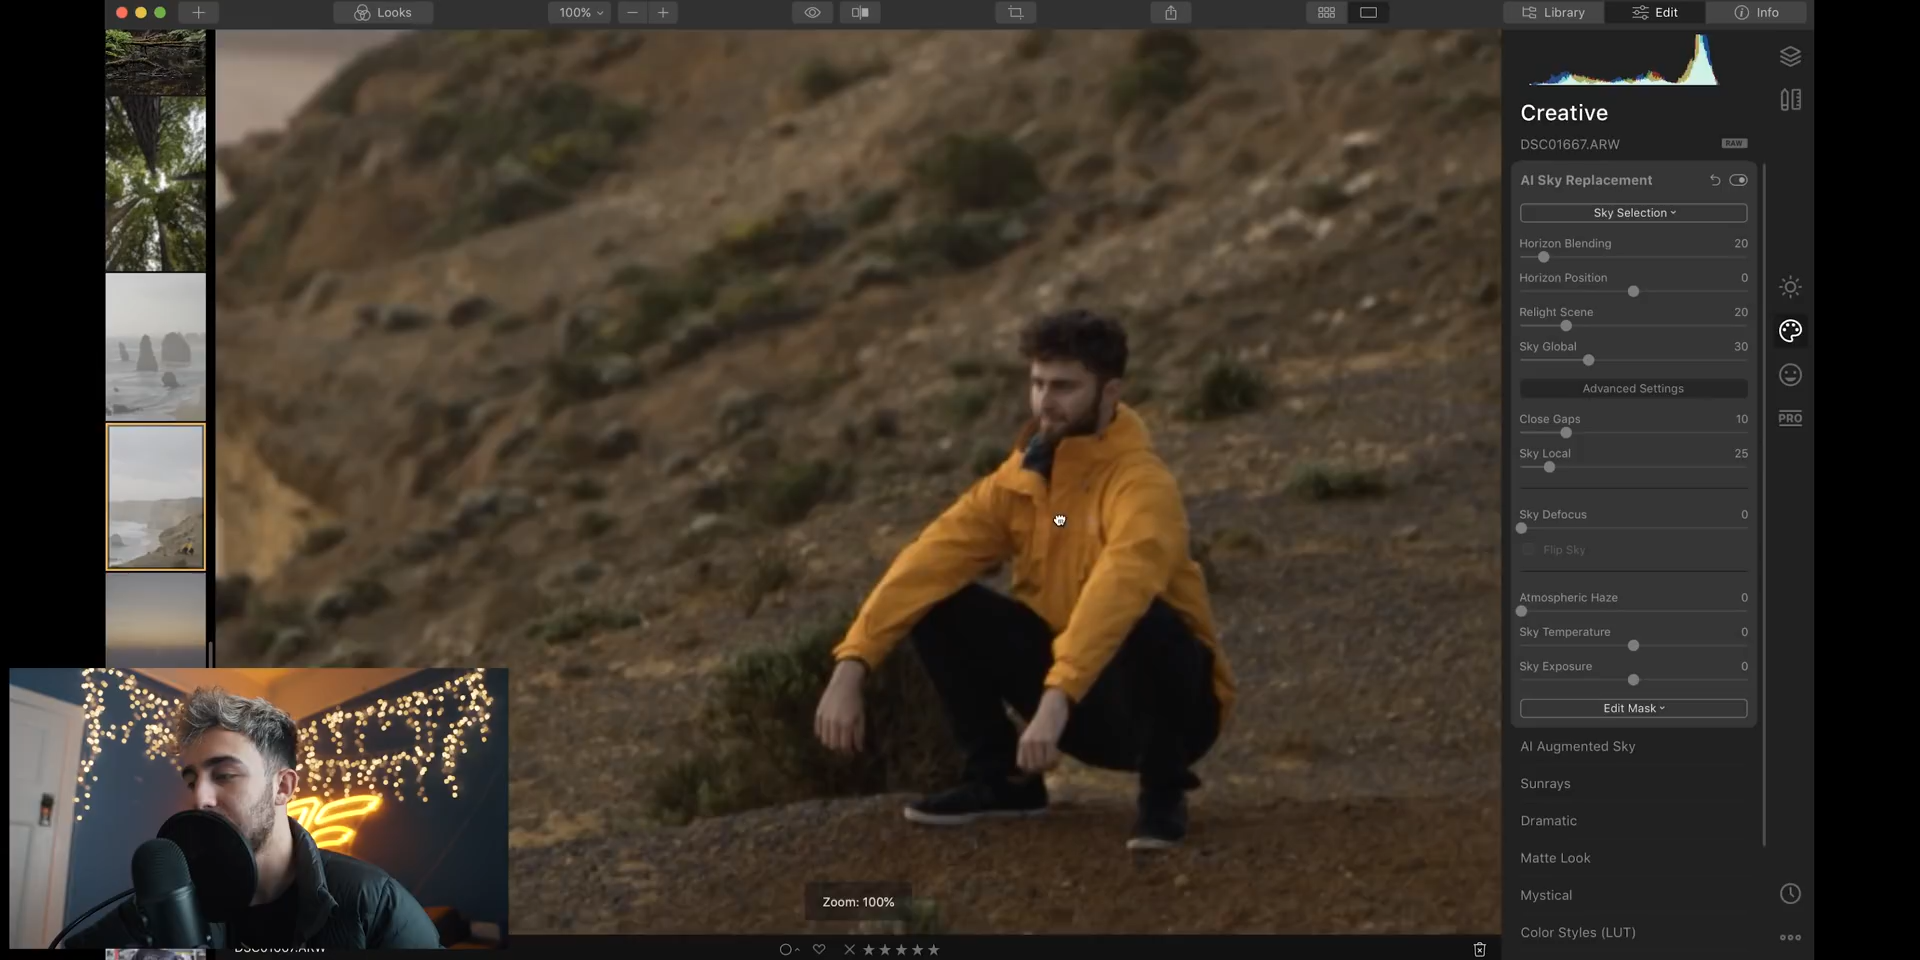 Looks
100%
Library
Edit
Info
Creative
DSC01667.ARW
RAW
AI Sky Replacement
Sky Selection
Horizon Blending 20
Horizon Position 0
Relight Scene 20
Sky Global 30
Advanced Settings
Close Gaps 10
Sky Local 25
Sky Defocus 0
Flip Sky
Atmospheric Haze 0
Sky Temperature 0
Sky Exposure 0
Edit Mask
PRO
AI Augmented Sky
Sunrays
Dramatic
Matte Look
Mystical
Color Styles (LUT)
Zoom: 100%
DSC01667.ARW